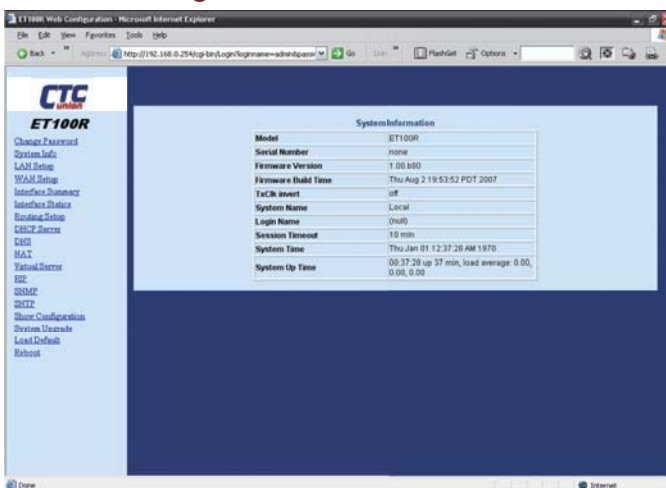 ET100R Web Configuration - Microsoft Internet Explorer
File Edit View Favorites Tools Help
Back Address http://192.168.0.254/cgi-bin/Login?loginname=admin&passw Go Links FlashGet Options
CTC
union
ET100R
Change Password
System Info
LAN Setup
WAN Setup
Interface Summary
Interface Statics
Routing Setup
DHCP Server
DNS
NAT
Vatual Server
RIP
SNMP
SNTP
Show Configuration
System Upgrade
Load Default
Reboot
SystemInformation
Model ET100R
Serial Number none
Firmware Version 1.00.b80
Firmware Build Time Thu Aug 2 19:53:52 PDT 2007
TxClk invert off
System Name Local
Login Name (null)
Session Timeout 10 min
System Time Thu Jan 01 12:37:28 AM 1970
System Up Time 00:37:28 up 37 min, load average: 0.00,
0.00, 0.00
Done Internet